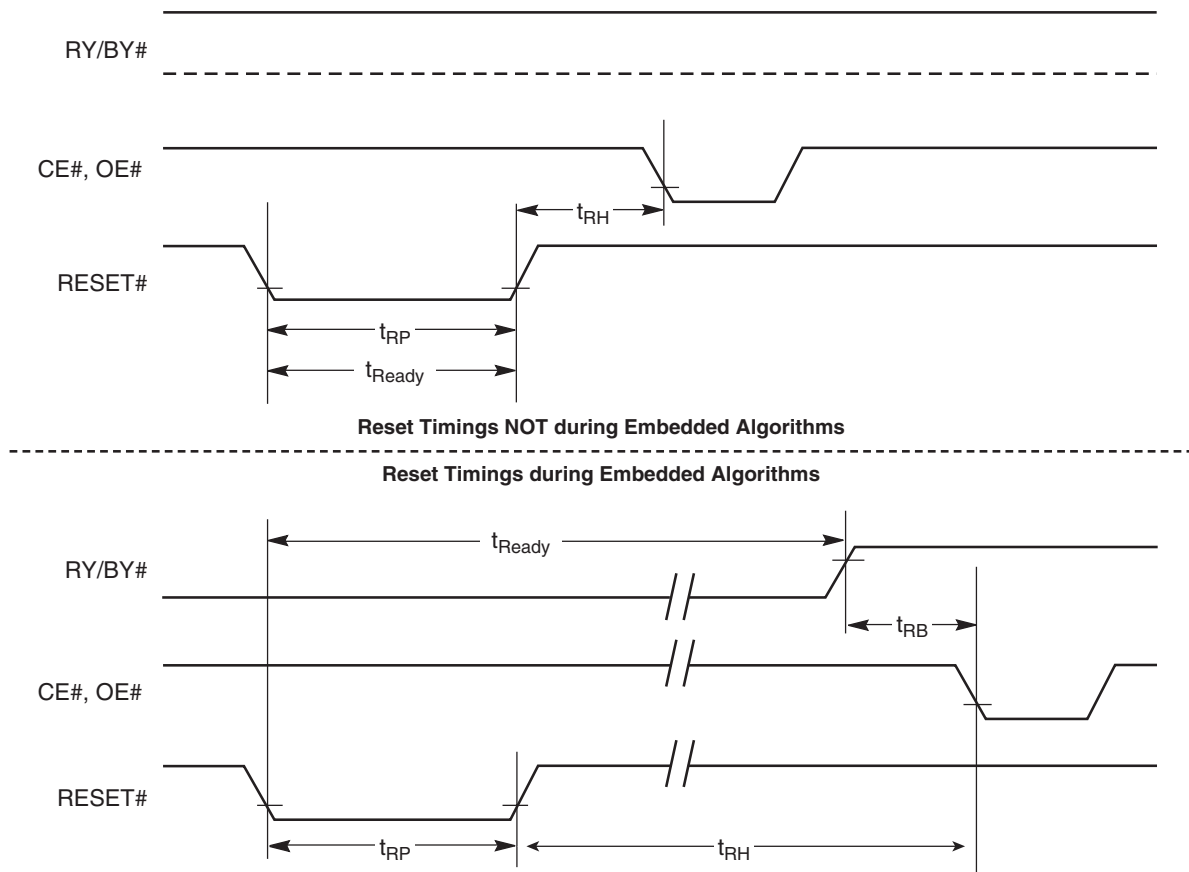 RY/BY#
CE#, OE#
tRH
RESET#
tRP
tReady
Reset Timings NOT during Embedded Algorithms
Reset Timings during Embedded Algorithms
tReady
RY/BY#
tRB
CE#, OE#
RESET#
tRP
tRH